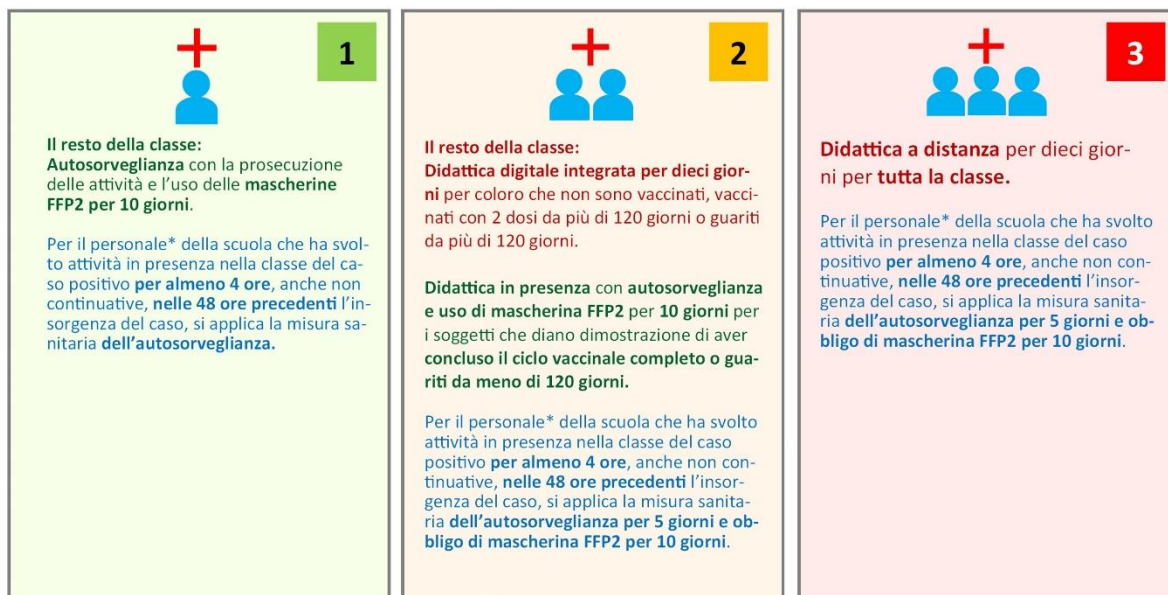 1
Il resto della classe:
Autosorveglianza con la prosecuzione
delle attività e l'uso delle mascherine
FFP2 per 10 giorni.
Per il personale* della scuola che ha svol-
to attività in presenza nella classe del ca-
so positivo per almeno 4 ore, anche non
continuative, nelle 48 ore precedenti l'in-
sorgenza del caso, si applica la misura sa-
nitaria dell'autosorveglianza.
2
Il resto della classe:
Didattica digitale integrata per dieci gior-
ni per coloro che non sono vaccinati, vacci-
nati con 2 dosi da più di 120 giorni o guariti
da più di 120 giorni.
Didattica in presenza con autosorveglianza
e uso di mascherina FFP2 per 10 giorni per
i soggetti che diano dimostrazione di aver
concluso il ciclo vaccinale completo o gua-
riti da meno di 120 giorni.
Per il personale* della scuola che ha svolto
attività in presenza nella classe del caso
positivo per almeno 4 ore, anche non con-
tinuative, nelle 48 ore precedenti l'insor-
genza del caso, si applica la misura sanita-
ria dell'autosorveglianza per 5 giorni e ob-
bligo di mascherina FFP2 per 10 giorni.
3
Didattica a distanza per dieci gior-
ni per tutta la classe.
Per il personale* della scuola che ha svolto
attività in presenza nella classe del caso
positivo per almeno 4 ore, anche non con-
tinuative, nelle 48 ore precedenti l'insor-
genza del caso, si applica la misura sanita-
ria dell'autosorveglianza per 5 giorni e ob-
bligo di mascherina FFP2 per 10 giorni.